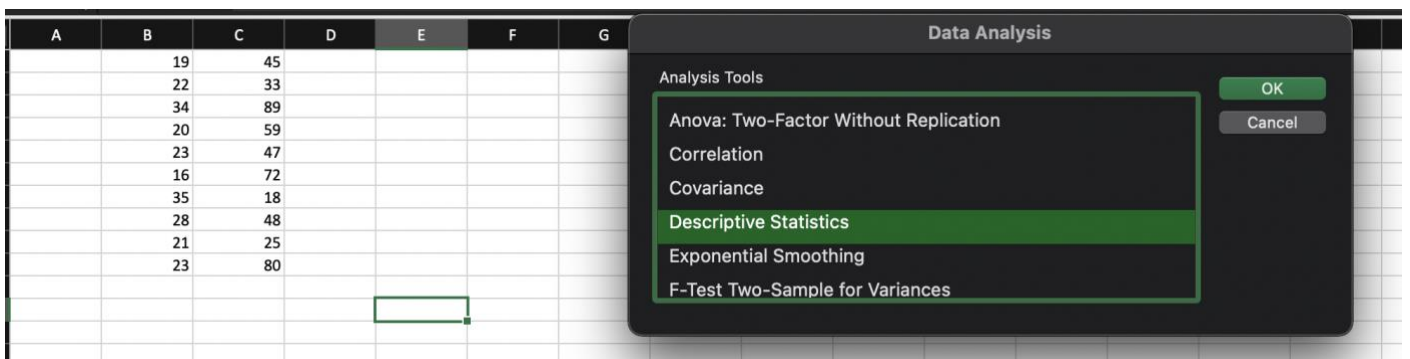 A B C D E F G
Data Analysis
19 45
22 33
34 89
20 59
23 47
16 72
35 18
28 48
21 25
23 80
Analysis Tools
Anova: Two-Factor Without Replication
Correlation
Covariance
Descriptive Statistics
Exponential Smoothing
F-Test Two-Sample for Variances
OK
Cancel